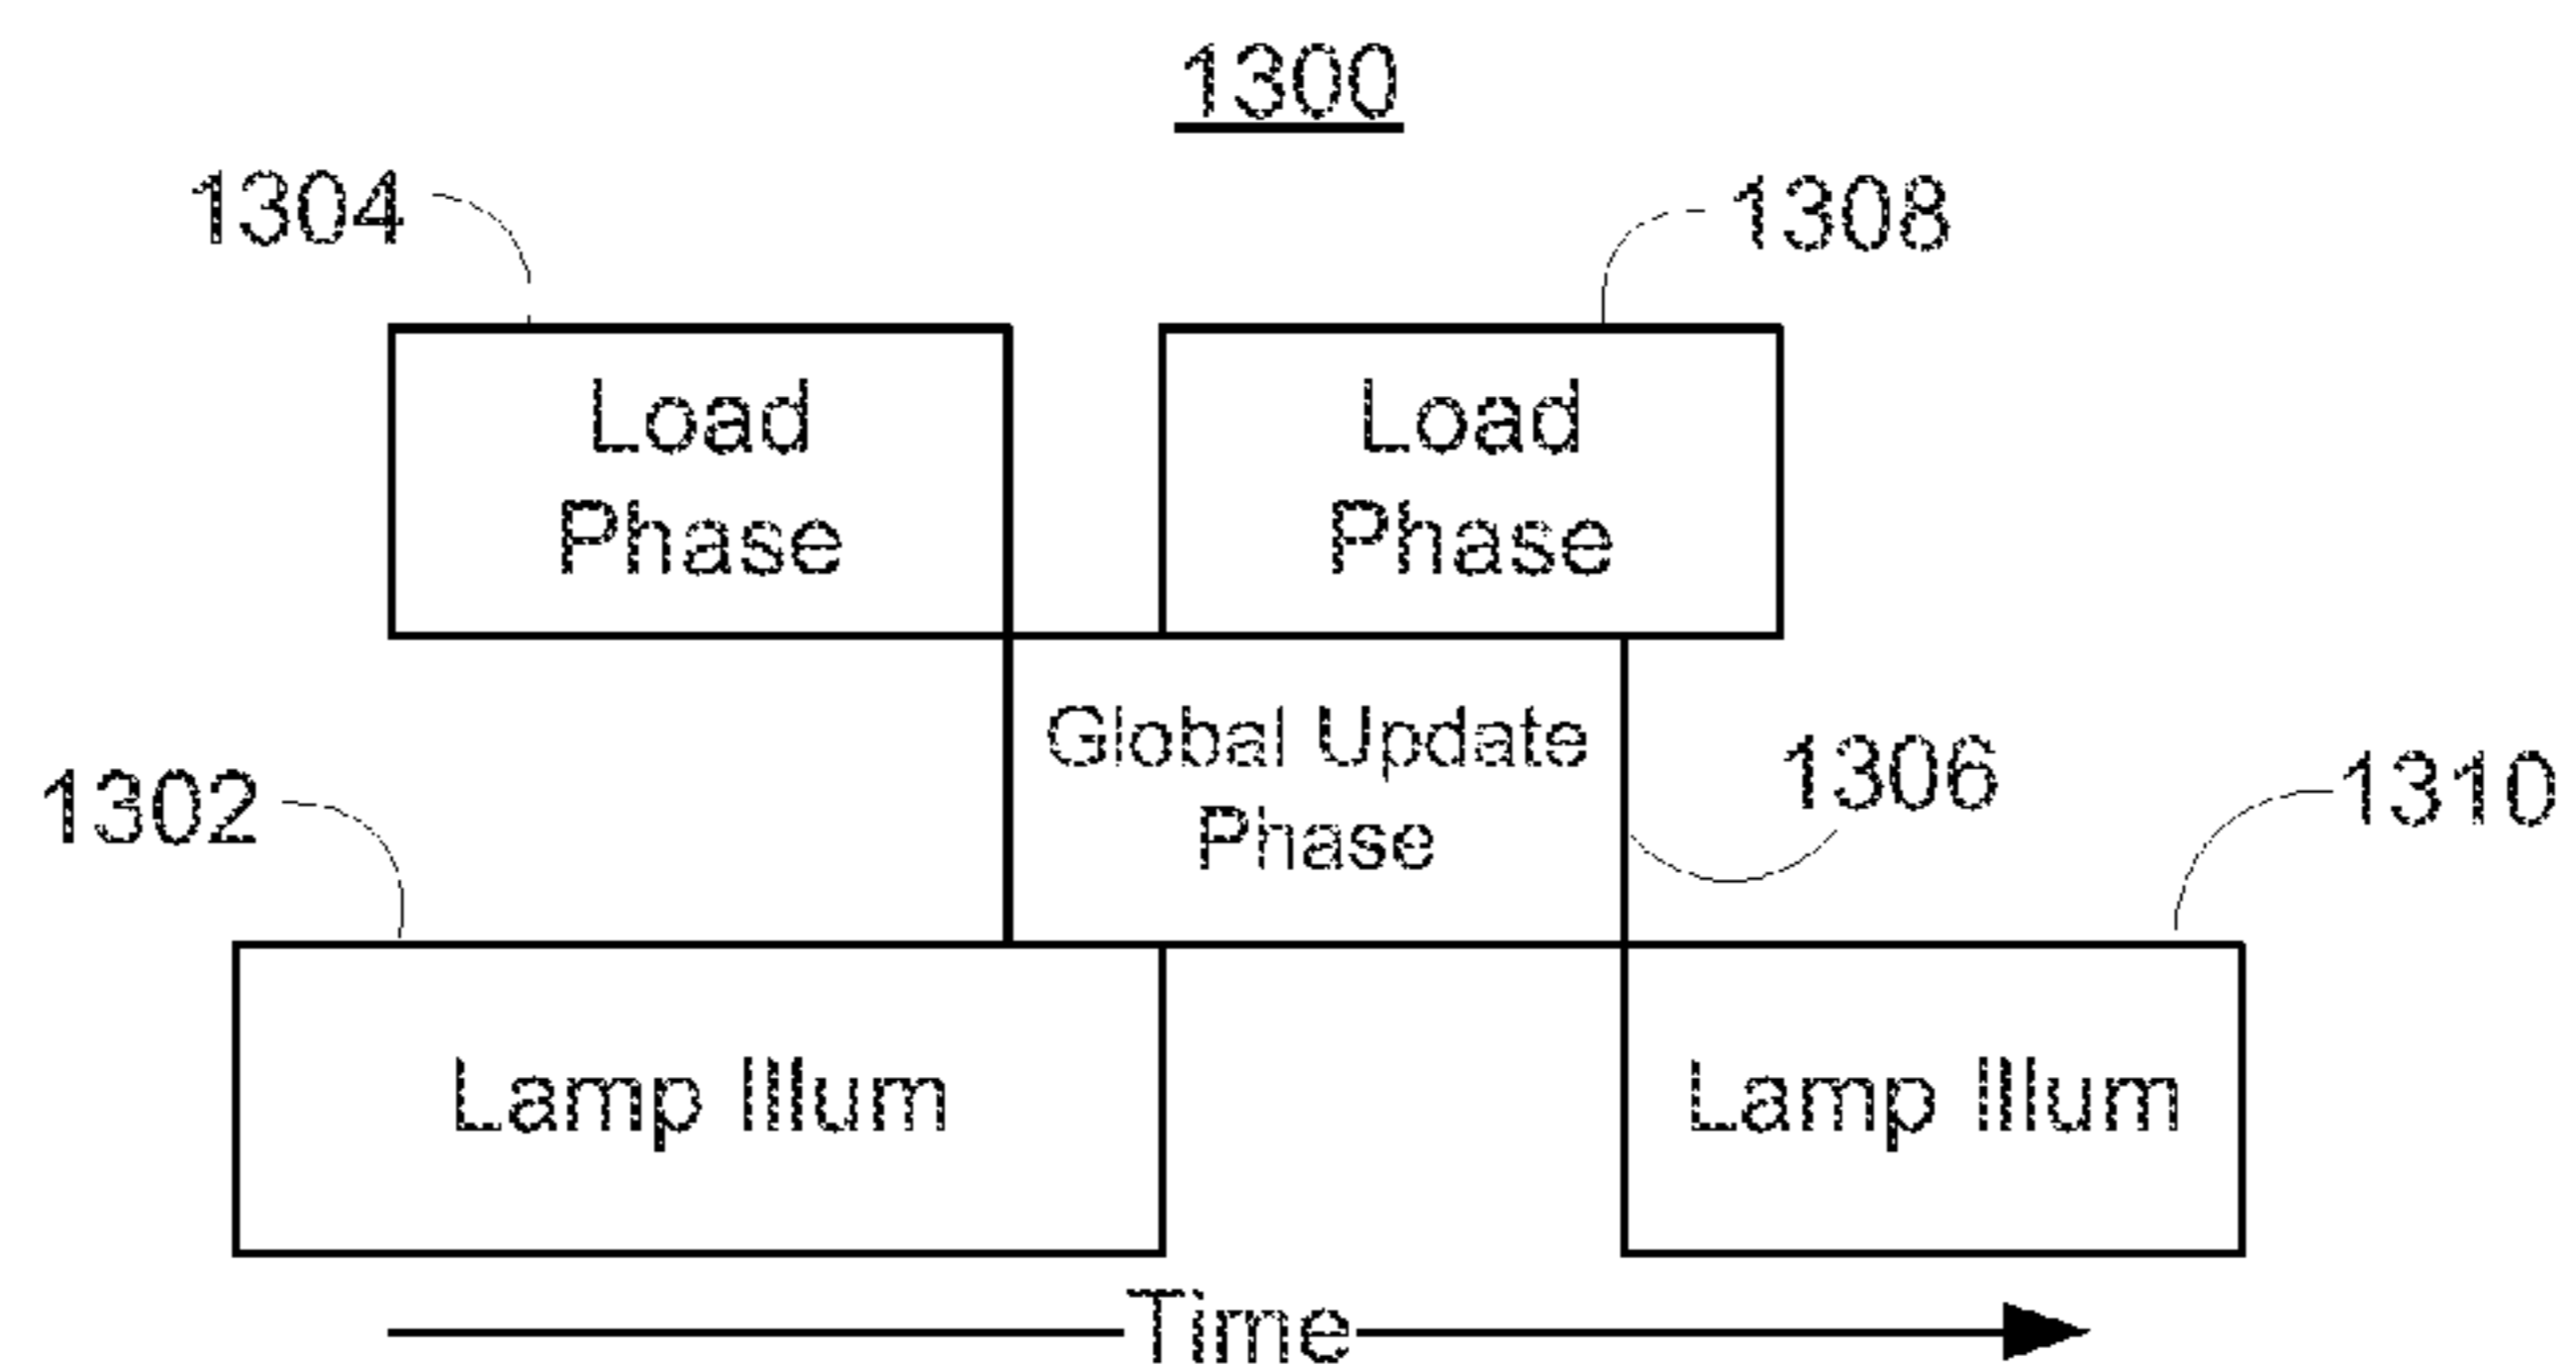 1300
1304
1308
Load
Phase
Load
Phase
Global Update
Phase
1306
1302
1310
Lamp Illum
Lamp Illum
Time